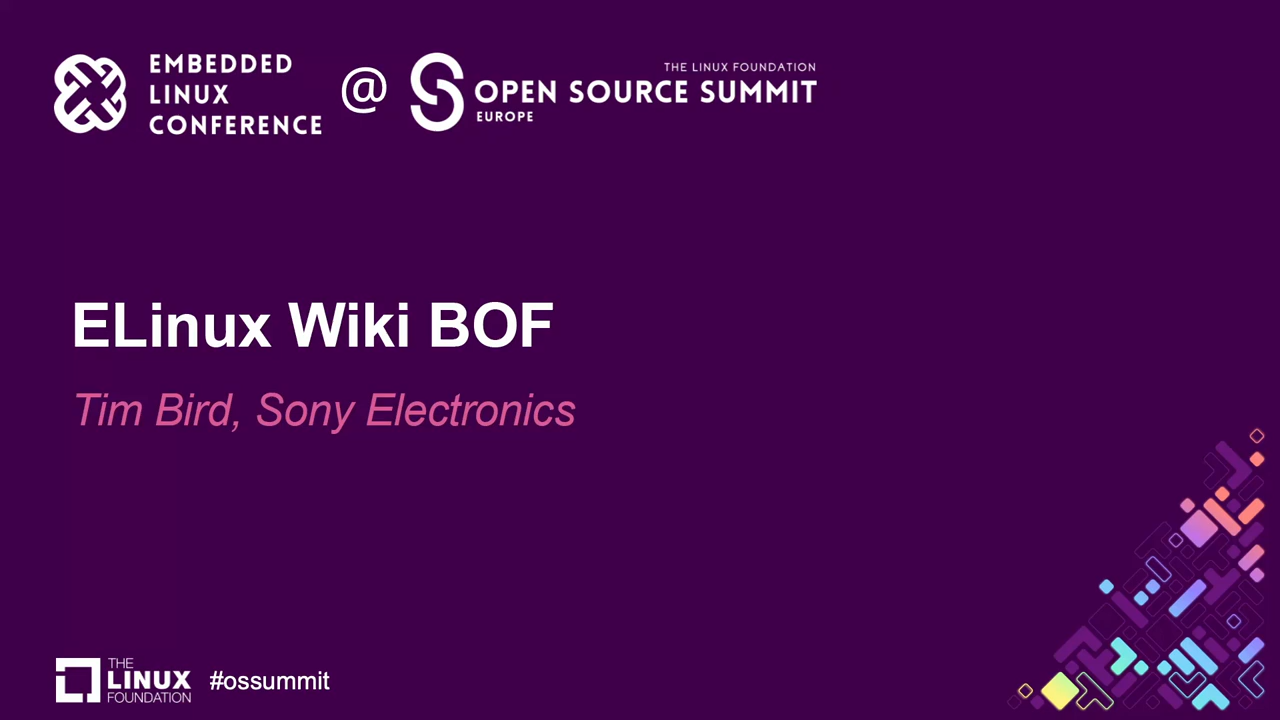 EMBEDDED
LINUX
CONFERENCE
@
THE LINUX FOUNDATION
OPEN SOURCE SUMMIT
EUROPE
ELinux Wiki BOF
Tim Bird, Sony Electronics
THE
LINUX
FOUNDATION
#ossummit